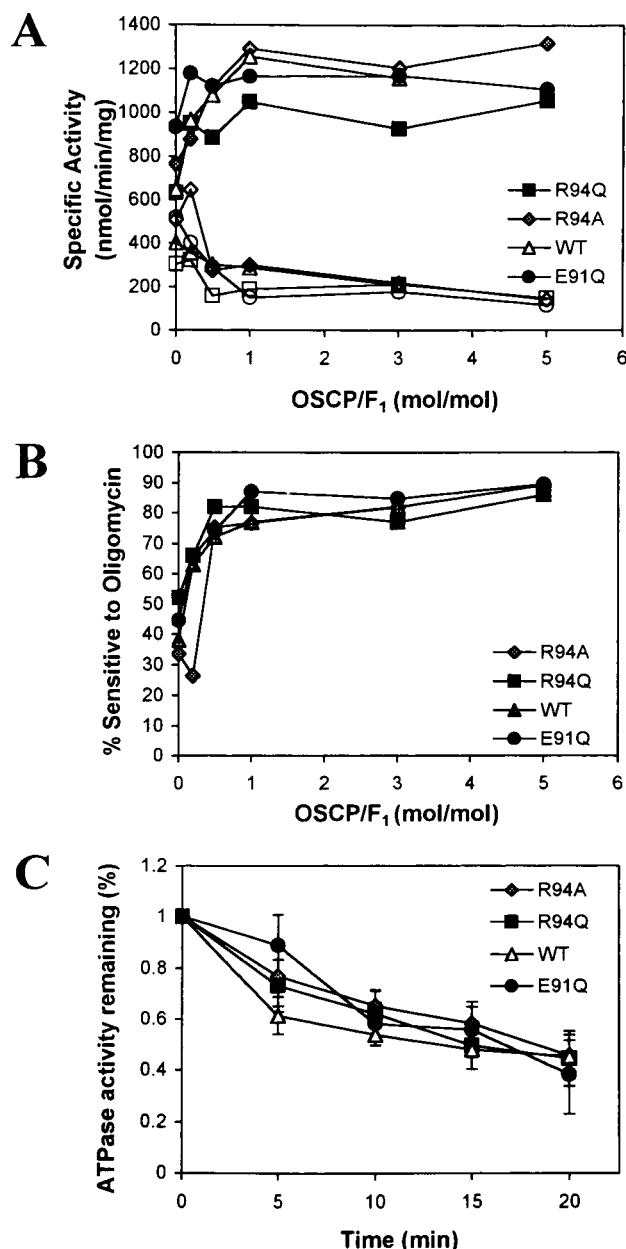 A
Specific Activity
(nmol/min/mg)
1400
1200
1000
800
600
400
200
0
R94Q
R94A
WT
E91Q
0 1 2 3 4 5 6
OSCP/F1 (mol/mol)
B
% Sensitive to Oligomycin
100
90
80
70
60
50
40
30
20
10
0
R94A
R94Q
WT
E91Q
0 1 2 3 4 5 6
OSCP/F1 (mol/mol)
C
ATPase activity remaining (%)
1.2
1
0.8
0.6
0.4
0.2
0
R94A
R94Q
WT
E91Q
0 5 10 15 20
Time (min)